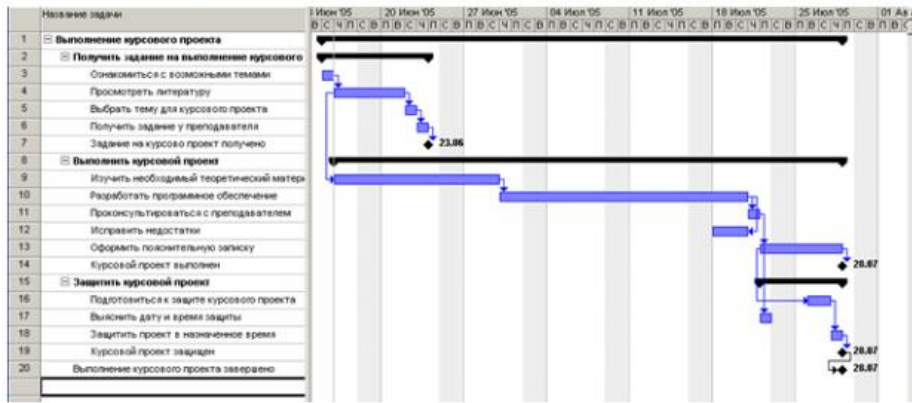 Название задачи
Июн '05 20 Июн '05 27 Июн '05 04 Июл '05 11 Июл '05 18 Июл '05 25 Июл '05 01 Ав
В С Ч П В П В С Ч П В П В С Ч П В П В С Ч П В П В С Ч П В П В С Ч П В П В С Ч П В П В С
1 Выполнение курсового проекта
2 Получить задание на выполнение курсового
3 Ознакомиться с возможными темами
4 Просмотреть литературу
5 Выбрать тему для курсового проекта
6 Получить задание у преподавателя
7 Задание на курсово проект получено 23.06
8 Выполнить курсовой проект
9 Изучить необходимый теоретический матери
10 Разработать программное обеспечение
11 Проконсультироваться с преподавателем
12 Исправить недостатки
13 Оформить пояснительную записку
14 Курсовой проект выполнен 28.07
15 Защитить курсовой проект
16 Подготовиться к защите курсового проекта
17 Выяснить дату и время защиты
18 Защитить проект в назначенное время
19 Курсовой проект защищен 28.07
20 Выполнение курсового проекта завершено 28.07